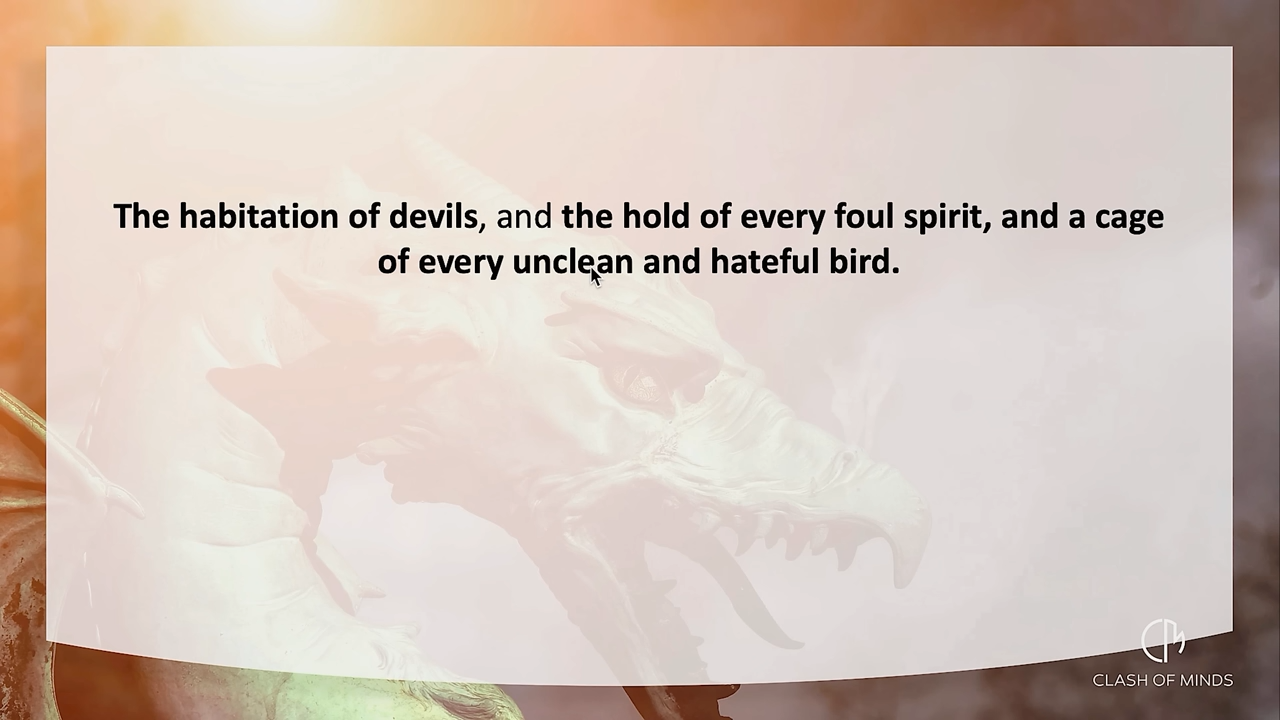 The habitation of devils, and the hold of every foul spirit, and a cage
of every unclean and hateful bird.
CLASH OF MINDS